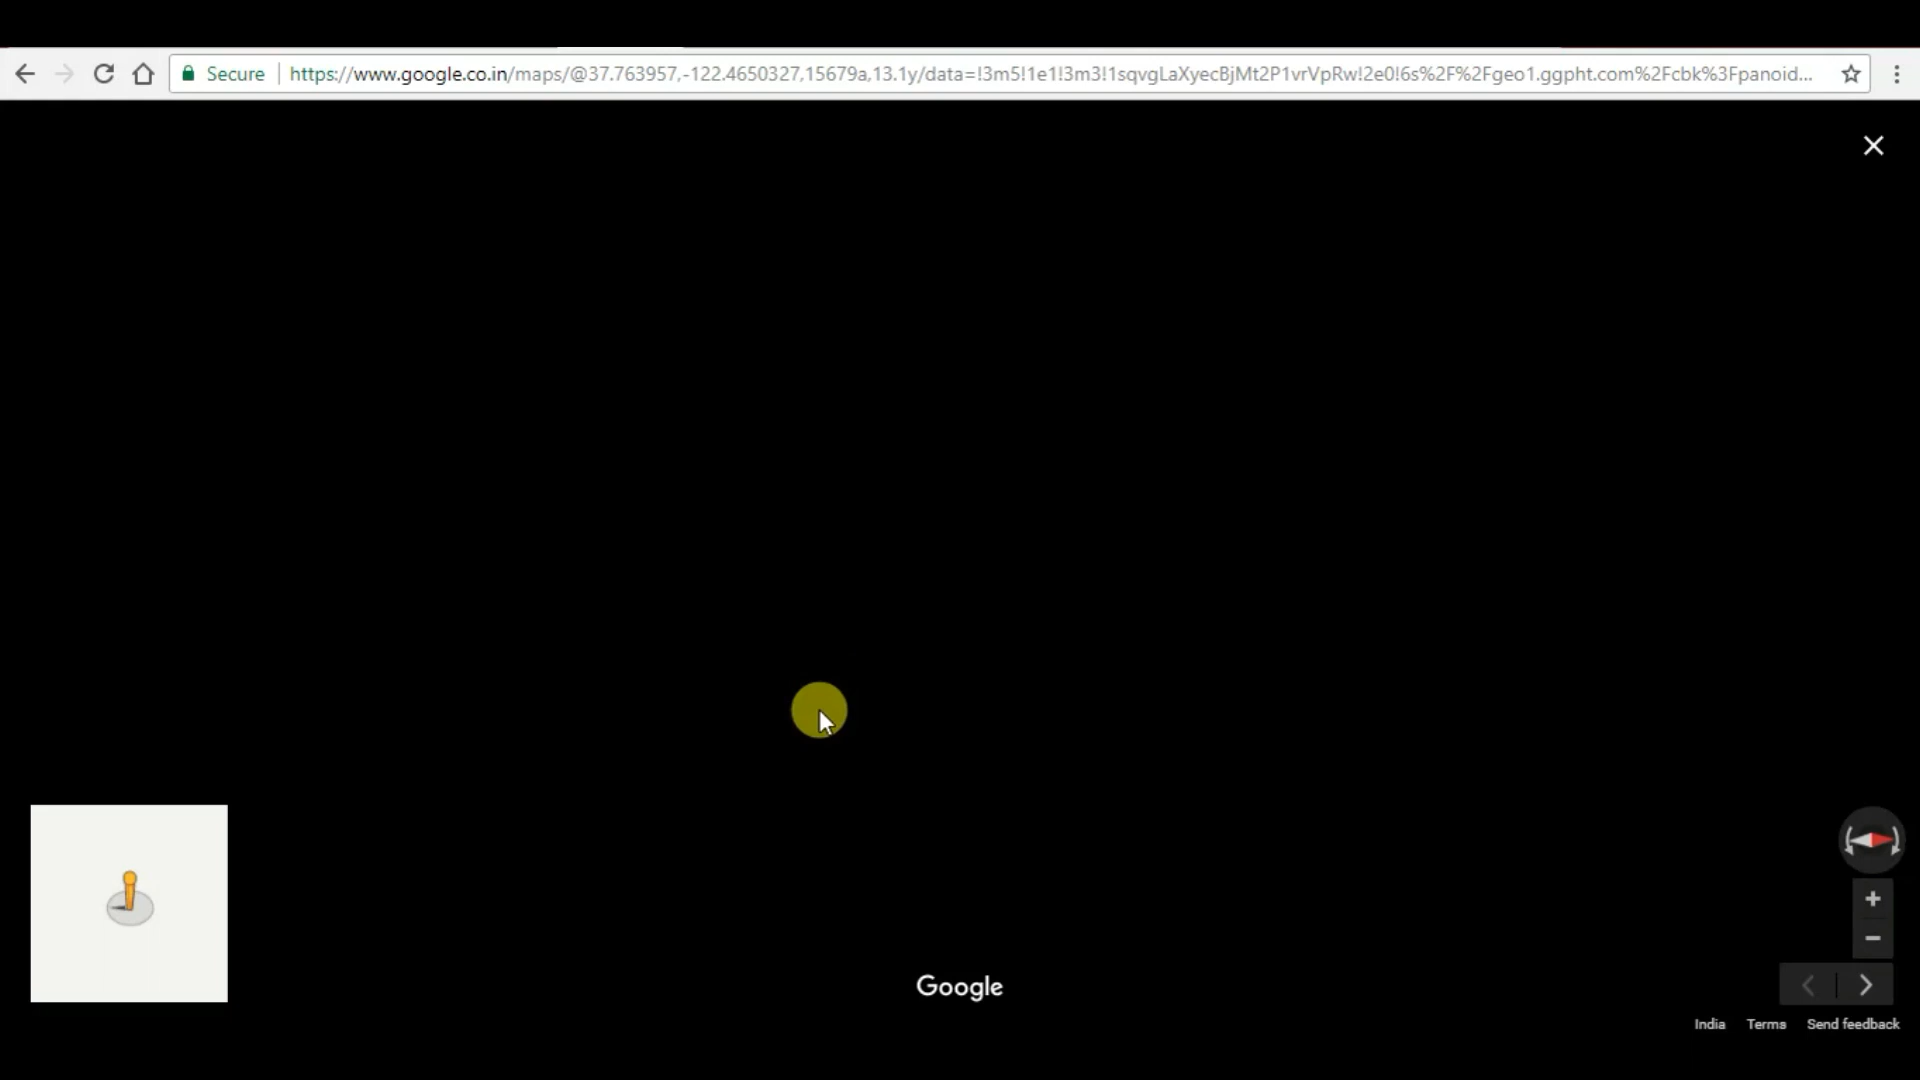 Secure https://www.google.co.in/maps/@37.763957,-122.4650327,15679a,13.1y/data=!3m5!1e1!3m3!1sqvgLaXyecBjMt2P1vrVpRw!2e0!6s%2F%2Fgeo1.ggpht.com%2Fcbk%3Fpanoid...
Google
India Terms Send feedback